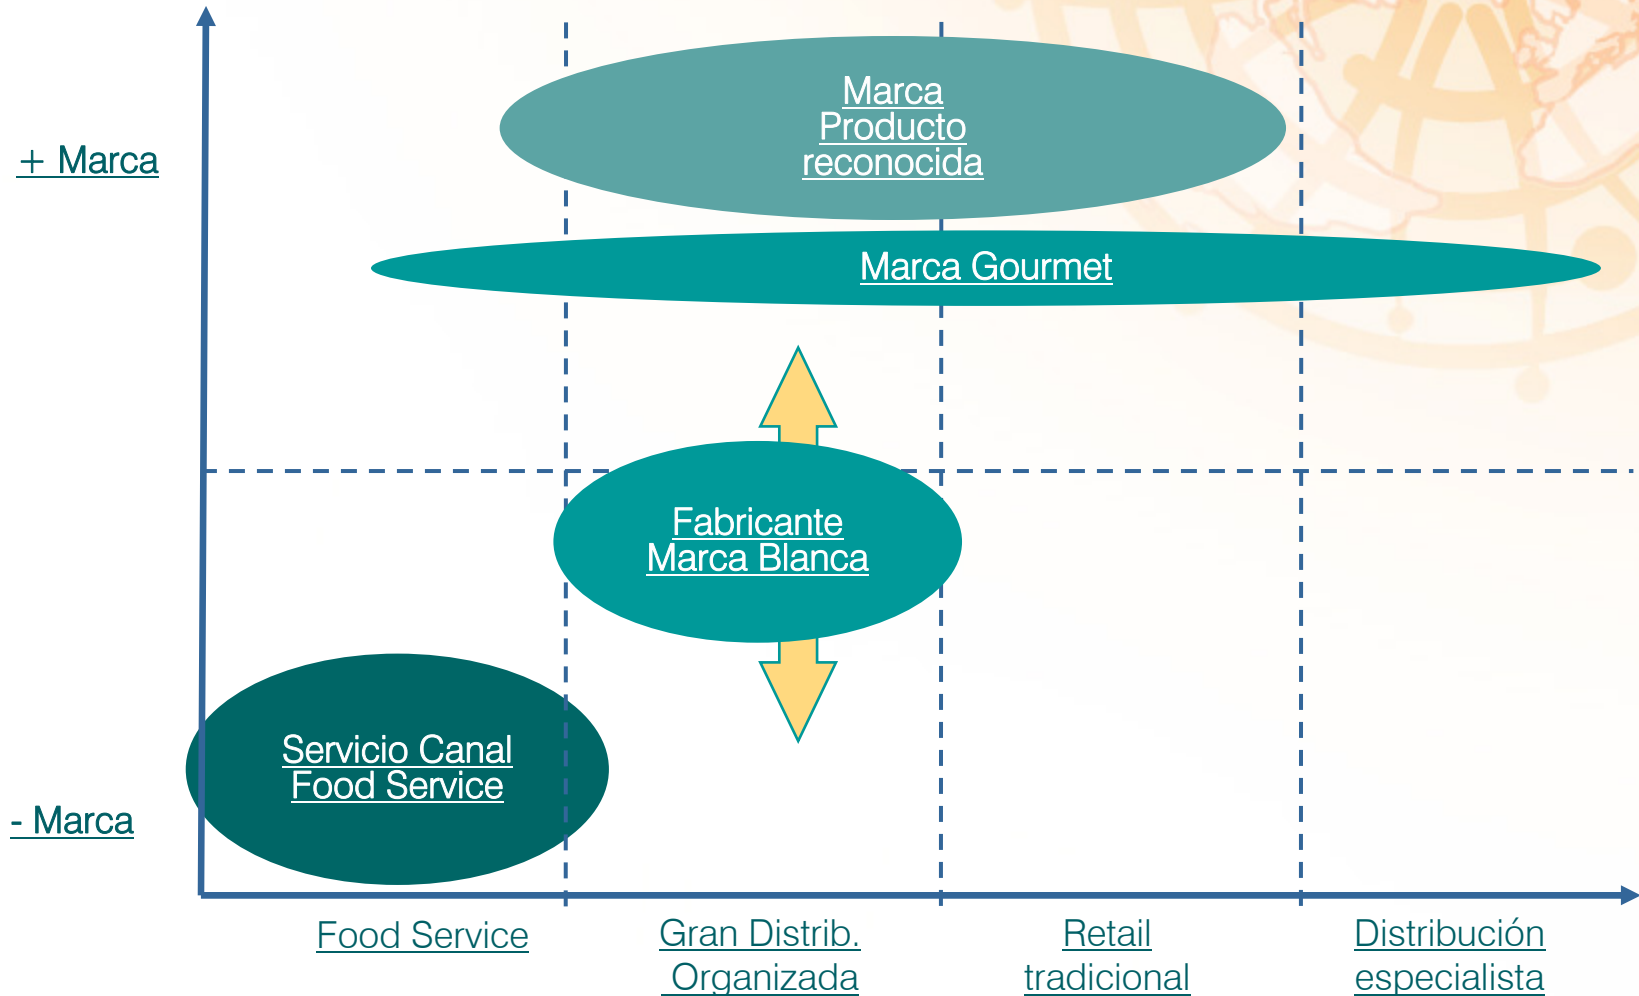 Marca
Producto
reconocida
+ Marca
Marca Gourmet
Fabricante
Marca Blanca
Servicio Canal
Food Service
- Marca
Food Service
Gran Distrib.
Organizada
Retail
tradicional
Distribución
especialista